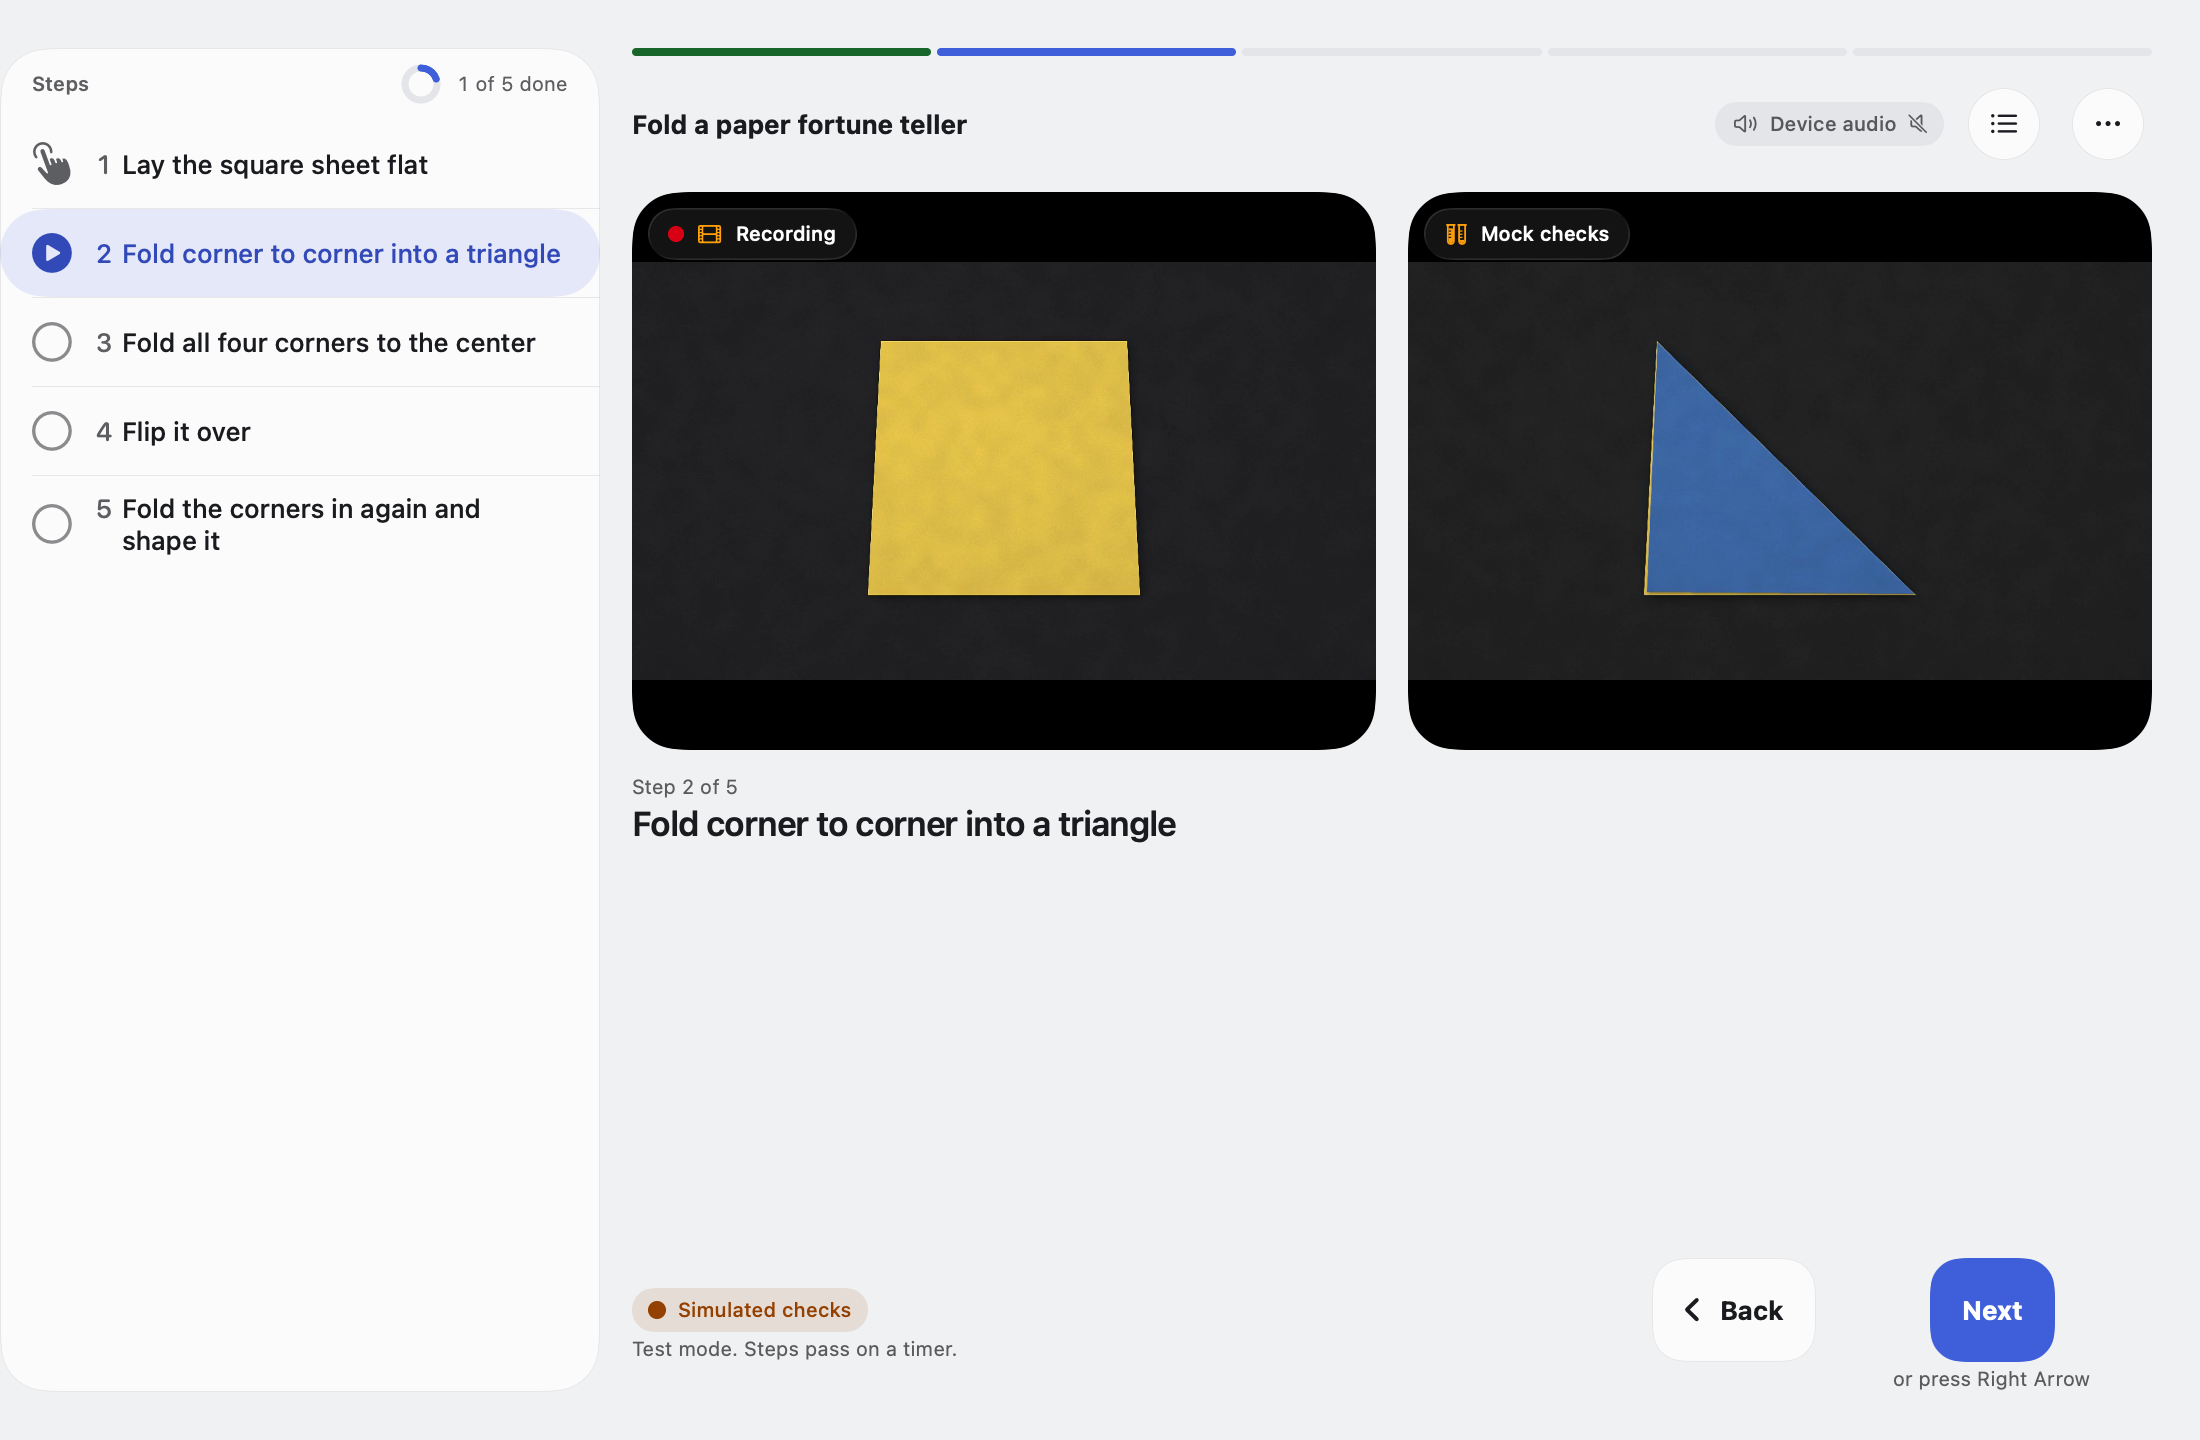 Steps
1 of 5 done
1 Lay the square sheet flat
2 Fold corner to corner into a triangle
3 Fold all four corners to the center
4 Flip it over
5 Fold the corners in again and
shape it
Fold a paper fortune teller
Device audio
Recording
Mock checks
Step 2 of 5
Fold corner to corner into a triangle
Simulated checks
Test mode. Steps pass on a timer.
Back
Next
or press Right Arrow